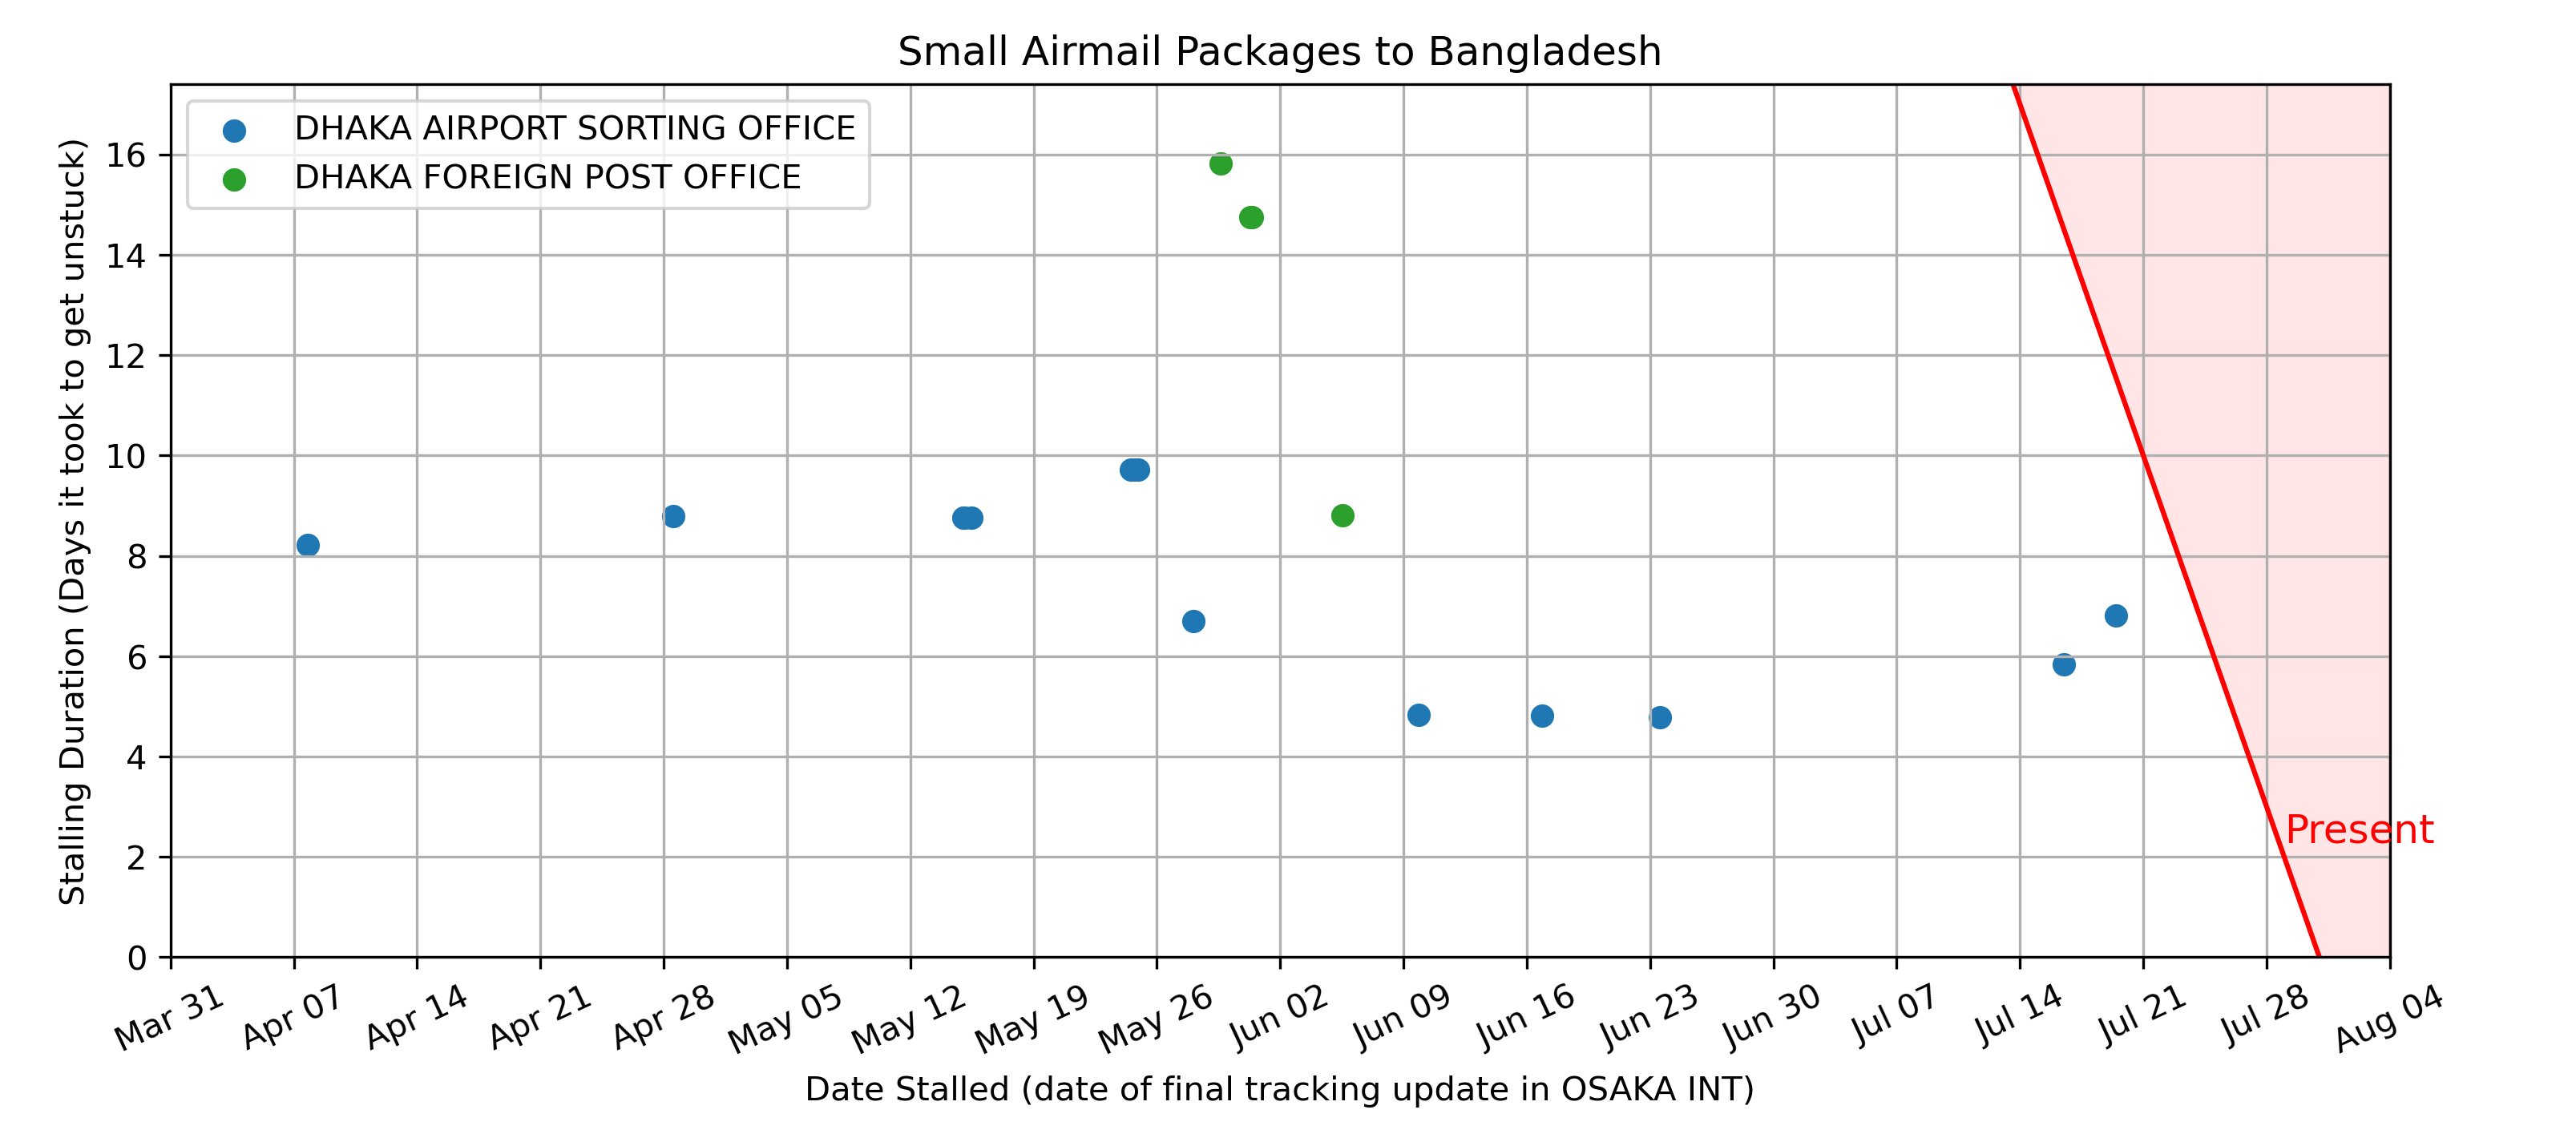 Small Airmail Packages to Bangladesh
DHAKA AIRPORT SORTING OFFICE
DHAKA FOREIGN POST OFFICE
Stalling Duration (Days it took to get unstuck)
16
14
12
10
8
6
4
2
0
Present
Mar 31 Apr 07 Apr 14 Apr 21 Apr 28 May 05 May 12 May 19 May 26 Jun 02 Jun 09 Jun 16 Jun 23 Jun 30 Jul 07 Jul 14 Jul 21 Jul 28 Aug 04
Date Stalled (date of final tracking update in OSAKA INT)